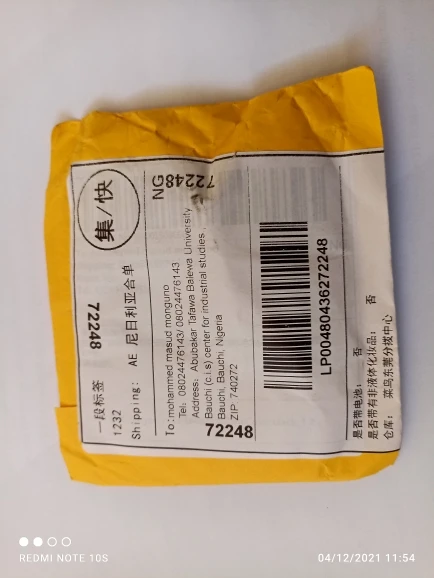 一段标签 72248 集/快
1232
Shipping: AE 尼日利亚合单
NG 72248
To:mohammed masud monguno
Tel: 08024476143/ 08024476143
Address: Abubakar Tafawa Balewa University
Bauchi (c.i.s) center for industrial studies ,
Bauchi, Bauchi, Nigeria
ZIP 740272
72248
LP00480436272248
是否带电池： 否
是否带有非液体化妆品： 否
仓库： 菜鸟东莞分拨中心
REDMI NOTE 10S
04/12/2021 11:54